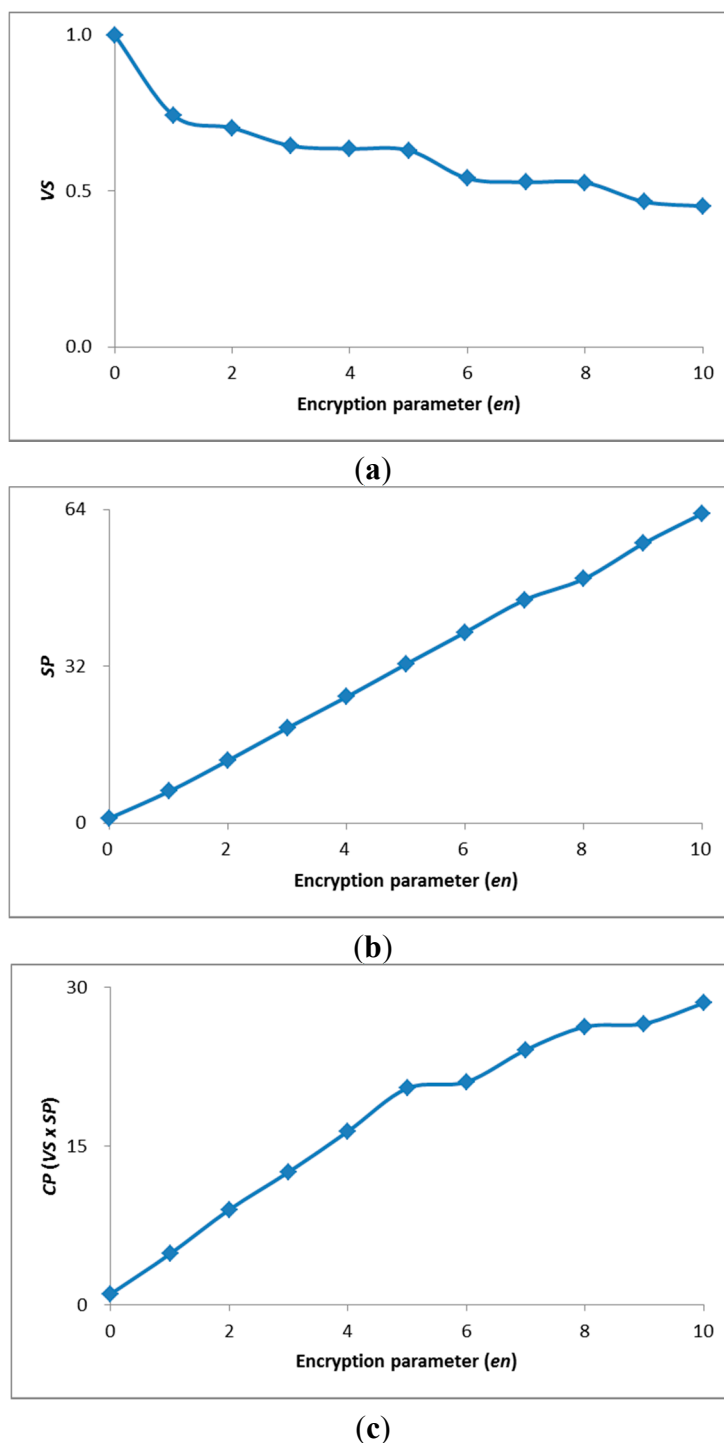 1.0
0.5
0.0
VS
0 2 4 6 8 10
Encryption parameter (en)
(a)
64
32
0
SP
0 2 4 6 8 10
Encryption parameter (en)
(b)
30
15
0
CP (VS x SP)
0 2 4 6 8 10
Encryption parameter (en)
(c)